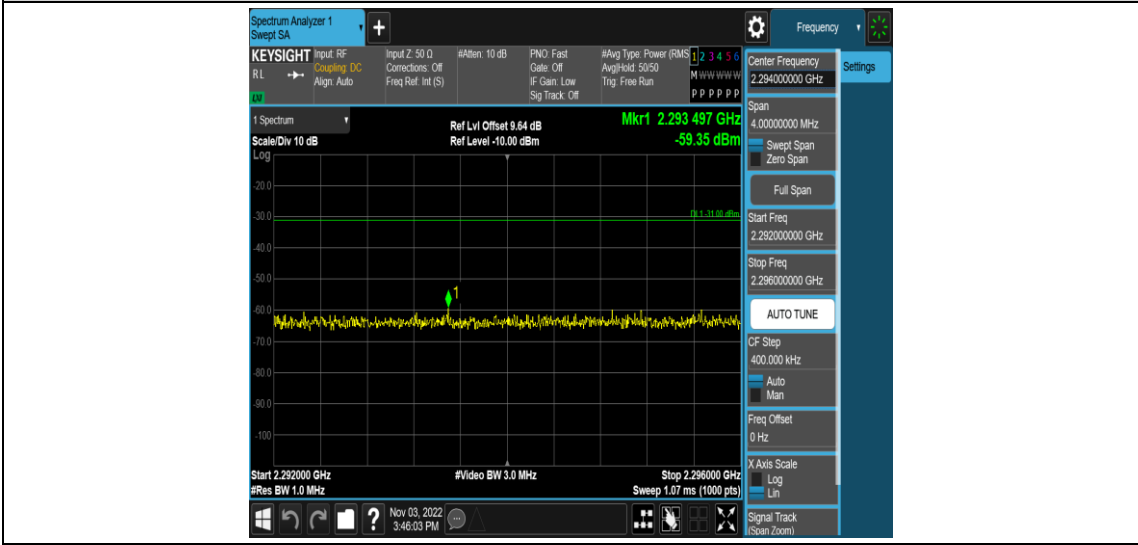 Spectrum Analyzer 1
Swept SA
+
Frequency
KEYSIGHT
RL
LM
Input: RF
Coupling: DC
Align: Auto
Input Z: 50 Ω
Corrections: Off
Freq Ref: Int (S)
#Atten: 10 dB
PNO: Fast
Gate: Off
IF Gain: Low
Sig Track: Off
#Avg Type: Power (RMS
Avg|Hold: 50/50
Trig: Free Run
1 2 3 4 5 6
M W W W W W
P P P P P P
1 Spectrum
Scale/Div 10 dB
Ref Lvl Offset 9.64 dB
Ref Level -10.00 dBm
Mkr1 2.293 497 GHz
-59.35 dBm
Log
-20.0
-30.0
DL1 -31.00 dBm
-40.0
-50.0
1
-60.0
-70.0
-80.0
-90.0
-100
Start 2.292000 GHz
#Res BW 1.0 MHz
#Video BW 3.0 MHz
Stop 2.296000 GHz
Sweep 1.07 ms (1000 pts)
Center Frequency
2.294000000 GHz
Settings
Span
4.00000000 MHz
Swept Span
Zero Span
Full Span
Start Freq
2.292000000 GHz
Stop Freq
2.296000000 GHz
AUTO TUNE
CF Step
400.000 kHz
Auto
Man
Freq Offset
0 Hz
X Axis Scale
Log
Lin
Signal Track
(Span Zoom)
?
Nov 03, 2022
3:46:03 PM